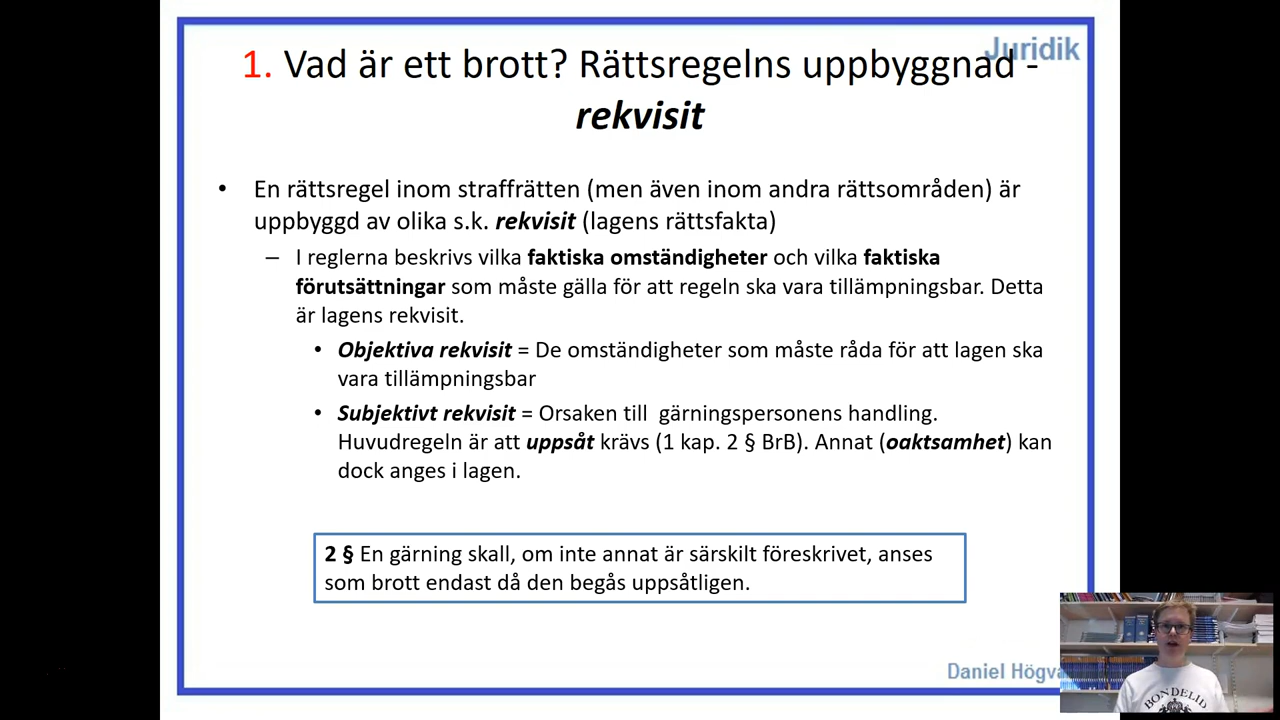 Juridik
1. Vad är ett brott? Rättsregelns uppbyggnad -
rekvisit
• En rättsregel inom straffrätten (men även inom andra rättsområden) är
uppbyggd av olika s.k. rekvisit (lagens rättsfakta)
– I reglerna beskrivs vilka faktiska omständigheter och vilka faktiska
förutsättningar som måste gälla för att regeln ska vara tillämpningsbar. Detta
är lagens rekvisit.
• Objektiva rekvisit = De omständigheter som måste råda för att lagen ska
vara tillämpningsbar
• Subjektivt rekvisit = Orsaken till gärningspersonens handling.
Huvudregeln är att uppsåt krävs (1 kap. 2 § BrB). Annat (oaktsamhet) kan
dock anges i lagen.
2 § En gärning skall, om inte annat är särskilt föreskrivet, anses
som brott endast då den begås uppsåtligen.
Daniel
BONDELID